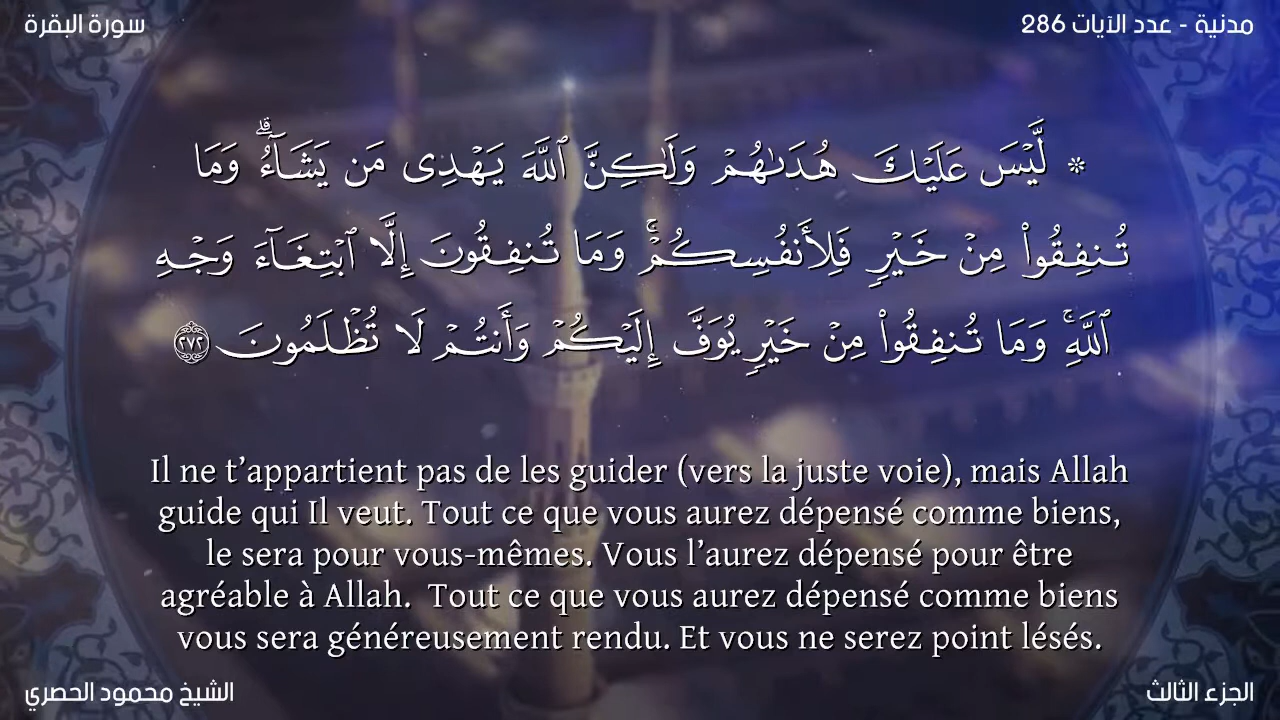 سورة البقرة
مدنية - عدد الآيات 286
۞ لَّيْسَ عَلَيْكَ هُدَىٰهُمْ وَلَٰكِنَّ ٱللَّهَ يَهْدِى مَن يَشَآءُ ۗ وَمَا
تُنفِقُوا۟ مِنْ خَيْرٍ فَلِأَنفُسِكُمْ ۚ وَمَا تُنفِقُونَ إِلَّا ٱبْتِغَآءَ وَجْهِ
ٱللَّهِ ۚ وَمَا تُنفِقُوا۟ مِنْ خَيْرٍ يُوَفَّ إِلَيْكُمْ وَأَنتُمْ لَا تُظْلَمُونَ ٢٧٢
Il ne t’appartient pas de les guider (vers la juste voie), mais Allah
guide qui Il veut. Tout ce que vous aurez dépensé comme biens,
le sera pour vous-mêmes. Vous l’aurez dépensé pour être
agréable à Allah.  Tout ce que vous aurez dépensé comme biens
vous sera généreusement rendu. Et vous ne serez point lésés.
الشيخ محمود الحصري
الجزء الثالث